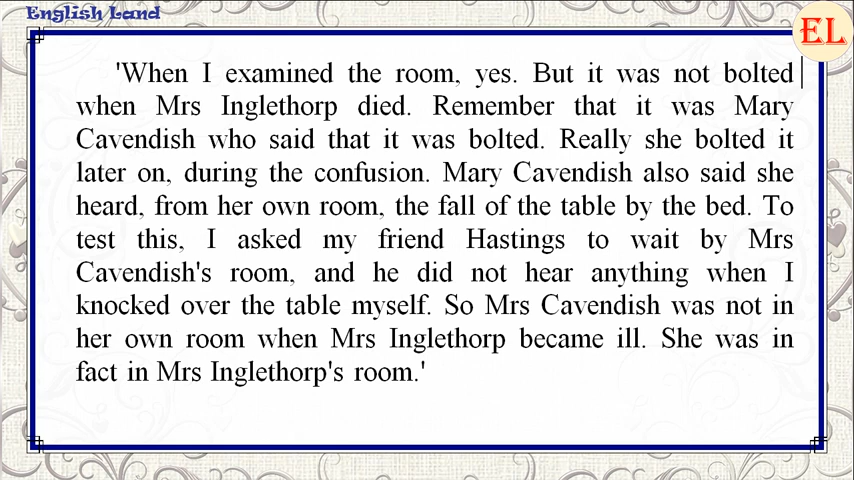 English Land
EL
'When I examined the room, yes. But it was not bolted
when Mrs Inglethorp died. Remember that it was Mary
Cavendish who said that it was bolted. Really she bolted it
later on, during the confusion. Mary Cavendish also said she
heard, from her own room, the fall of the table by the bed. To
test this, I asked my friend Hastings to wait by Mrs
Cavendish's room, and he did not hear anything when I
knocked over the table myself. So Mrs Cavendish was not in
her own room when Mrs Inglethorp became ill. She was in
fact in Mrs Inglethorp's room.'